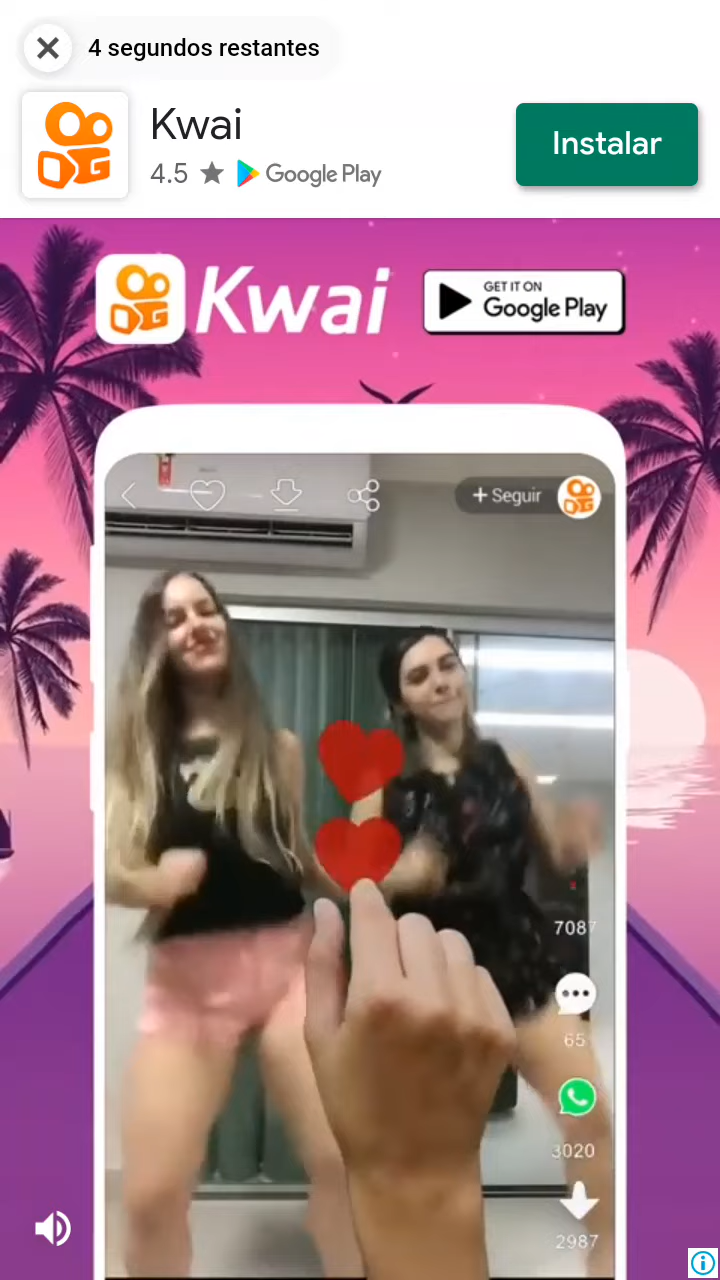 4 segundos restantes
Kwai
4.5 ★ Google Play
Instalar
Kwai
GET IT ON
Google Play
+ Seguir
7087
65
3020
2987